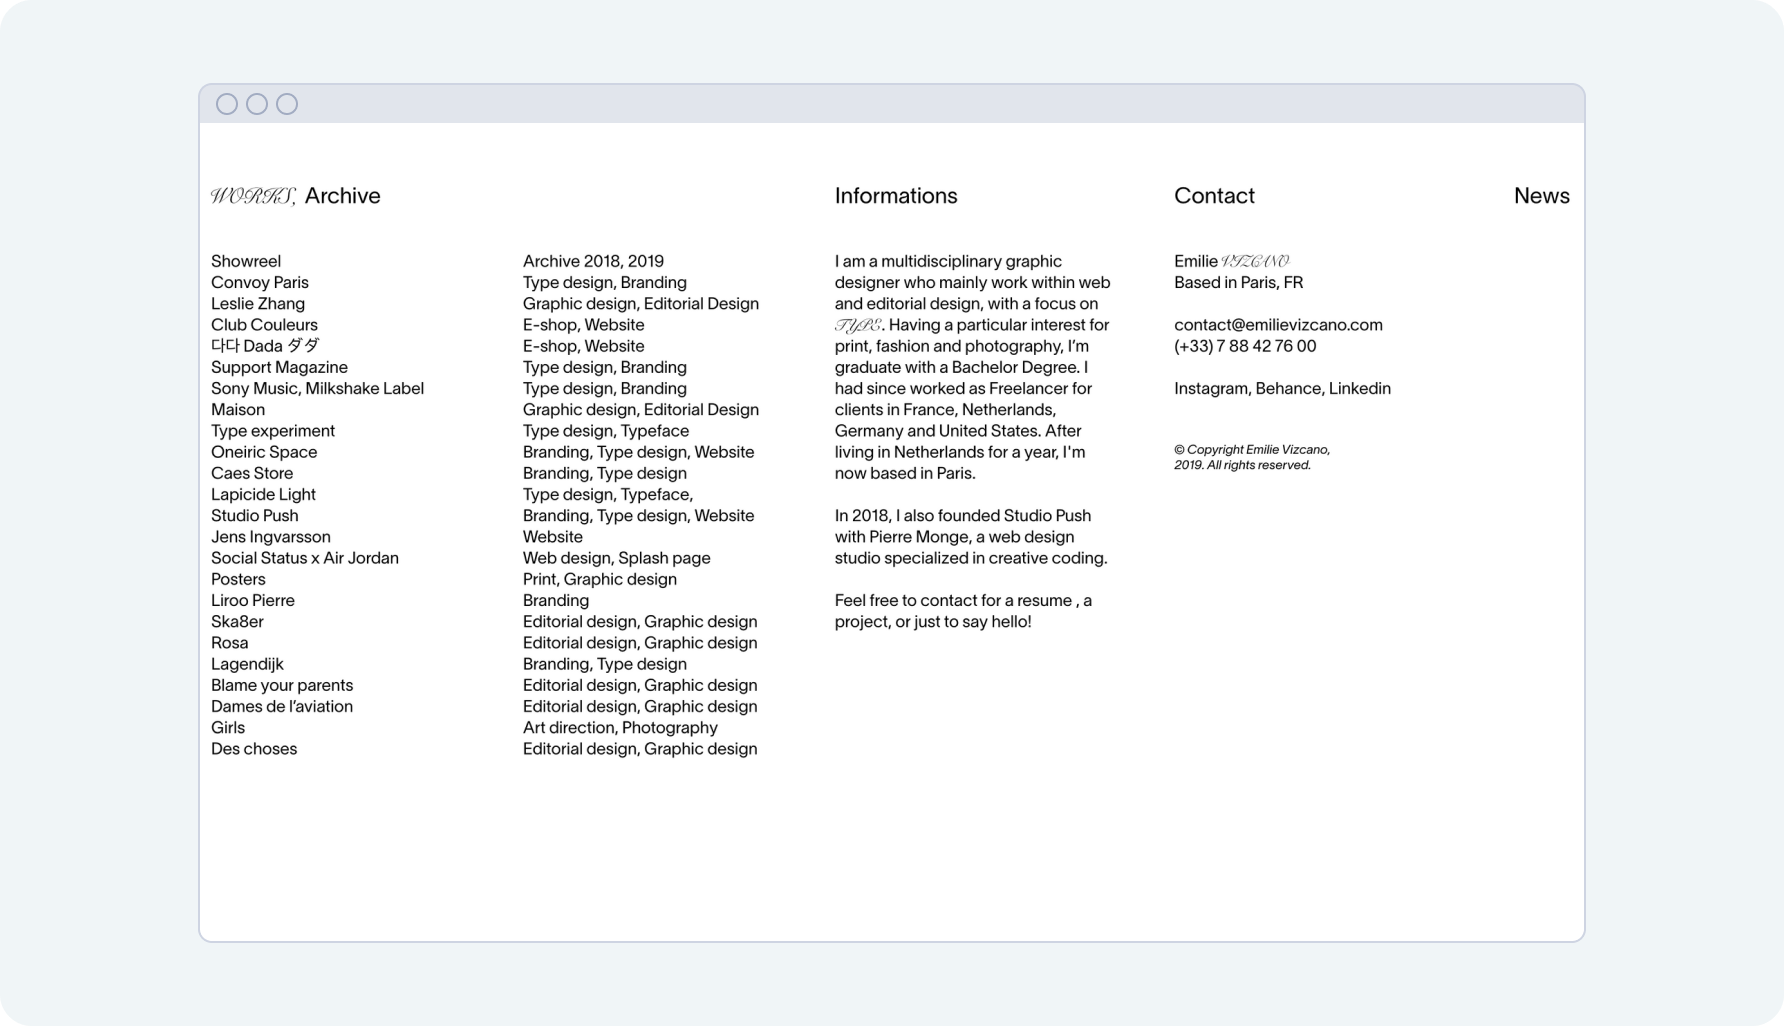 WORKS, Archive
Showreel
Convoy Paris
Leslie Zhang
Club Couleurs
다다 Dada ダダ
Support Magazine
Sony Music, Milkshake Label
Maison
Type experiment
Oneiric Space
Caes Store
Lapicide Light
Studio Push
Jens Ingvarsson
Social Status x Air Jordan
Posters
Liroo Pierre
Ska8er
Rosa
Lagendijk
Blame your parents
Dames de l’aviation
Girls
Des choses
Archive 2018, 2019
Type design, Branding
Graphic design, Editorial Design
E-shop, Website
E-shop, Website
Type design, Branding
Type design, Branding
Graphic design, Editorial Design
Type design, Typeface
Branding, Type design, Website
Branding, Type design
Type design, Typeface,
Branding, Type design, Website
Website
Web design, Splash page
Print, Graphic design
Branding
Editorial design, Graphic design
Editorial design, Graphic design
Branding, Type design
Editorial design, Graphic design
Editorial design, Graphic design
Art direction, Photography
Editorial design, Graphic design
Informations
I am a multidisciplinary graphic
designer who mainly work within web
and editorial design, with a focus on
TYPE. Having a particular interest for
print, fashion and photography, I’m
graduate with a Bachelor Degree. I
had since worked as Freelancer for
clients in France, Netherlands,
Germany and United States. After
living in Netherlands for a year, I'm
now based in Paris.
In 2018, I also founded Studio Push
with Pierre Monge, a web design
studio specialized in creative coding.
Feel free to contact for a resume , a
project, or just to say hello!
Contact
Emilie VIZCANO
Based in Paris, FR
contact@emilievizcano.com
(+33) 7 88 42 76 00
Instagram, Behance, Linkedin
© Copyright Emilie Vizcano,
2019. All rights reserved.
News